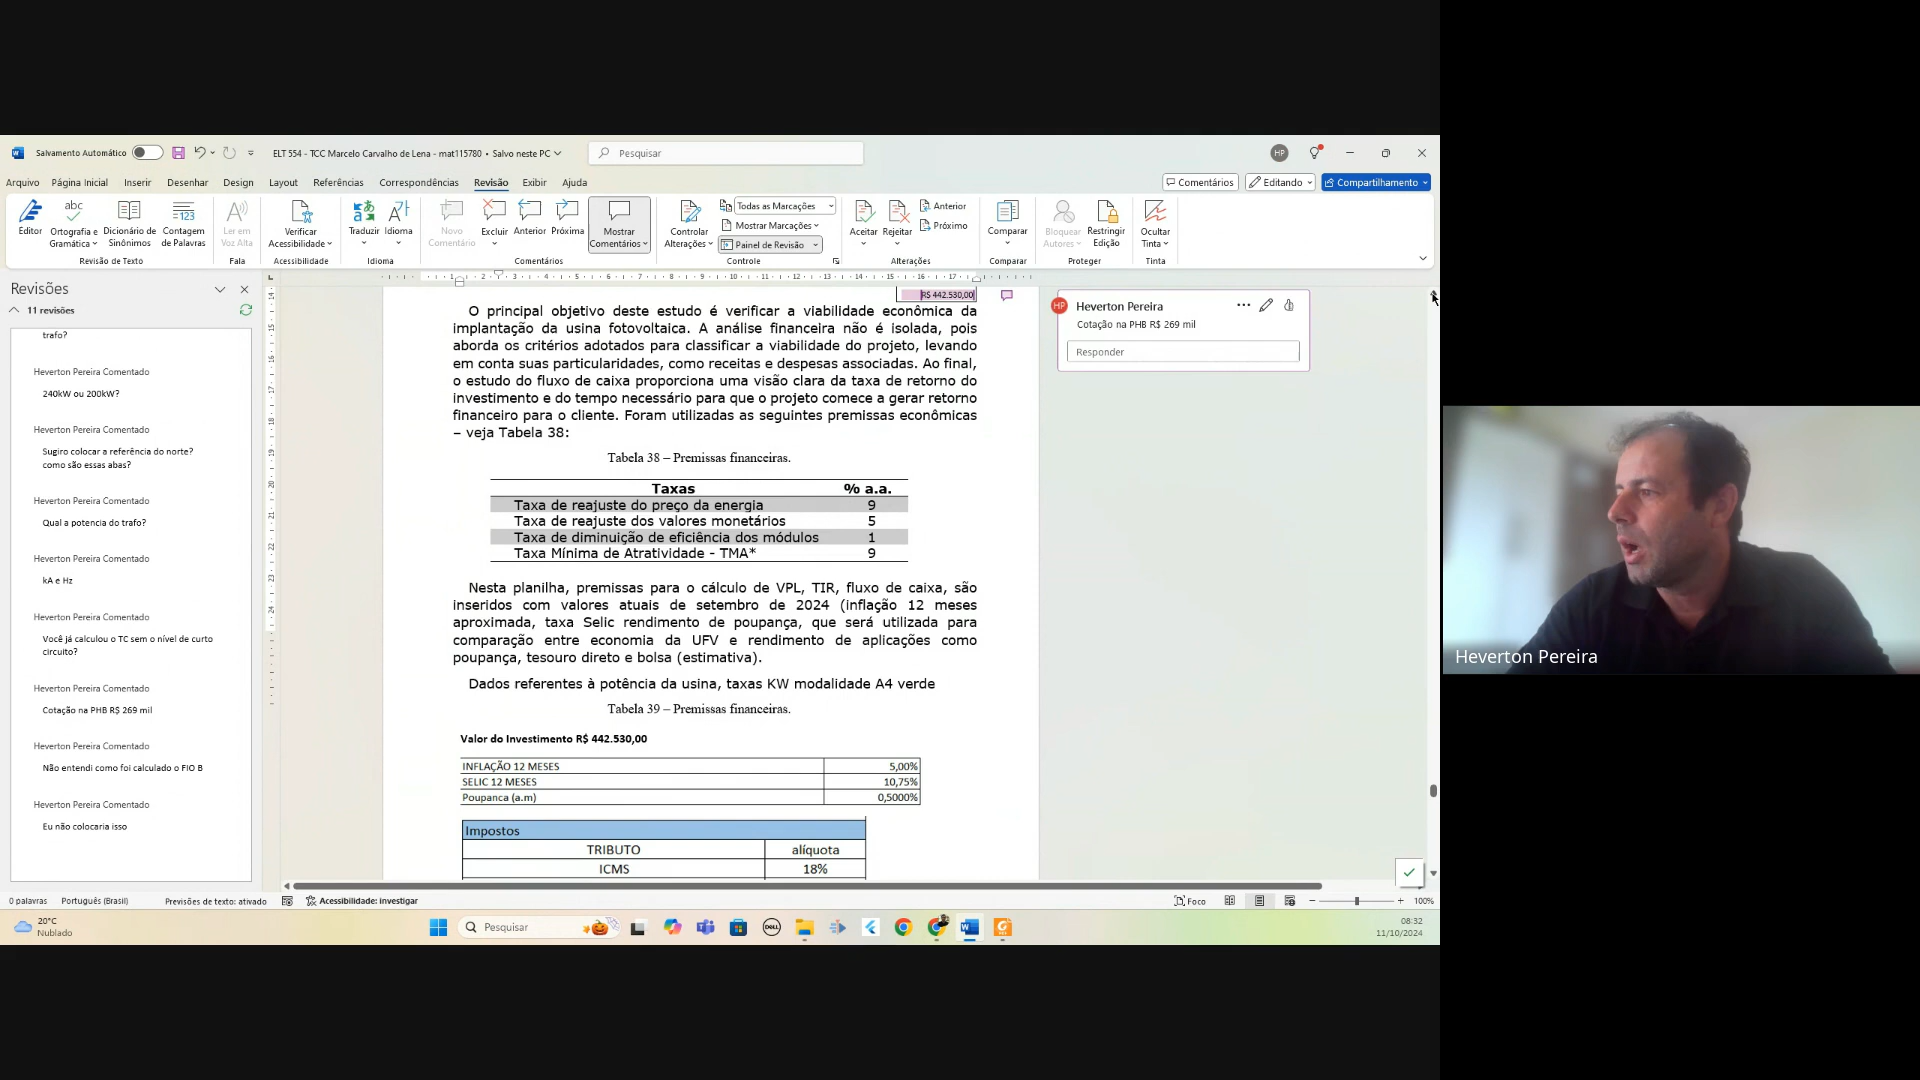 Salvamento Automático
ELT 554 - TCC Marcelo Carvalho de Lena - mat115780 • Salvo neste PC
Pesquisar
HP
Arquivo Página Inicial Inserir Desenhar Design Layout Referências Correspondências Revisão Exibir Ajuda
Comentários Editando Compartilhamento
Editor
abc
Ortografia e Gramática
Dicionário de Sinônimos
123
Contagem de Palavras
Revisão de Texto
Ler em Voz Alta
Fala
Verificar Acessibilidade
Acessibilidade
Traduzir
Idioma
Idioma
Novo Comentário
Excluir
Anterior
Próxima
Mostrar Comentários
Comentários
Controlar Alterações
Todas as Marcações
Mostrar Marcações
Painel de Revisão
Controle
Aceitar
Rejeitar
Anterior
Próximo
Alterações
Comparar
Comparar
Bloquear Autores
Restringir Edição
Proteger
Ocultar Tinta
Tinta
Revisões
11 revisões
trafo?
Heverton Pereira Comentado
240kW ou 200kW?
Heverton Pereira Comentado
Sugiro colocar a referência do norte?
como são essas abas?
Heverton Pereira Comentado
Qual a potencia do trafo?
Heverton Pereira Comentado
kA e Hz
Heverton Pereira Comentado
Você já calculou o TC sem o nível de curto
circuito?
Heverton Pereira Comentado
Cotação na PHB R$ 269 mil
Heverton Pereira Comentado
Não entendi como foi calculado o FIO B
Heverton Pereira Comentado
Eu não colocaria isso
R$ 442.530,00
O principal objetivo deste estudo é verificar a viabilidade econômica da
implantação da usina fotovoltaica. A análise financeira não é isolada, pois
aborda os critérios adotados para classificar a viabilidade do projeto, levando
em conta suas particularidades, como receitas e despesas associadas. Ao final,
o estudo do fluxo de caixa proporciona uma visão clara da taxa de retorno do
investimento e do tempo necessário para que o projeto comece a gerar retorno
financeiro para o cliente. Foram utilizadas as seguintes premissas econômicas
– veja Tabela 38:
Tabela 38 – Premissas financeiras.
Taxas % a.a.
Taxa de reajuste do preço da energia 9
Taxa de reajuste dos valores monetários 5
Taxa de diminuição de eficiência dos módulos 1
Taxa Mínima de Atratividade - TMA* 9
Nesta planilha, premissas para o cálculo de VPL, TIR, fluxo de caixa, são
inseridos com valores atuais de setembro de 2024 (inflação 12 meses
aproximada, taxa Selic rendimento de poupança, que será utilizada para
comparação entre economia da UFV e rendimento de aplicações como
poupança, tesouro direto e bolsa (estimativa).
Dados referentes à potência da usina, taxas KW modalidade A4 verde
Tabela 39 – Premissas financeiras.
Valor do Investimento R$ 442.530,00
INFLAÇÃO 12 MESES 5,00%
SELIC 12 MESES 10,75%
Poupanca (a.m) 0,5000%
Impostos
TRIBUTO alíquota
ICMS 18%
HP Heverton Pereira
Cotação na PHB R$ 269 mil
Responder
0 palavras Português (Brasil) Previsões de texto: ativado Acessibilidade: investigar
Foco
100%
20°C
Nublado
Pesquisar
08:32
11/10/2024
Heverton Pereira